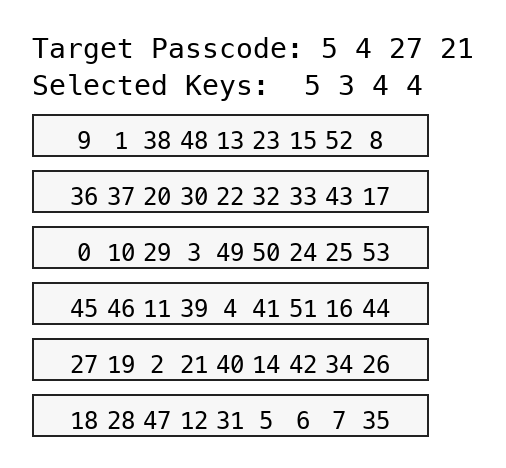 Target Passcode: 5 4 27 21
Selected Keys: 5 3 4 4
9 1 38 48 13 23 15 52 8
36 37 20 30 22 32 33 43 17
0 10 29 3 49 50 24 25 53
45 46 11 39 4 41 51 16 44
27 19 2 21 40 14 42 34 26
18 28 47 12 31 5 6 7 35